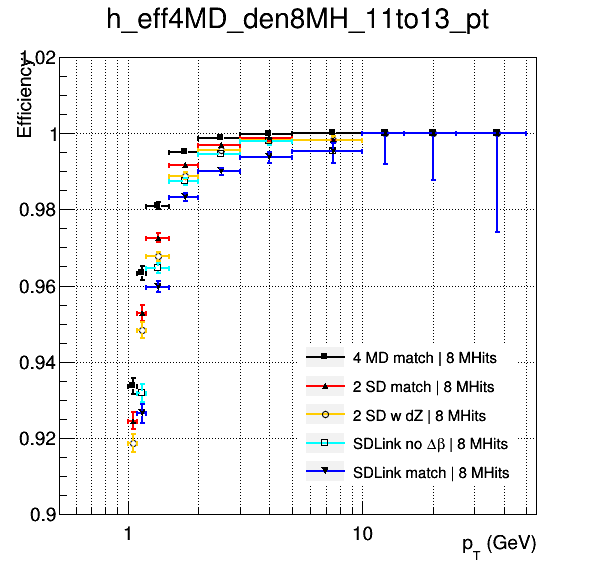 h_eff4MD_den8MH_11to13_pt
Efficiency
1.02
1
0.98
0.96
0.94
0.92
0.9
4 MD match | 8 MHits
2 SD match | 8 MHits
2 SD w dZ | 8 MHits
SDLink no Δβ | 8 MHits
SDLink match | 8 MHits
1
10
p_T (GeV)